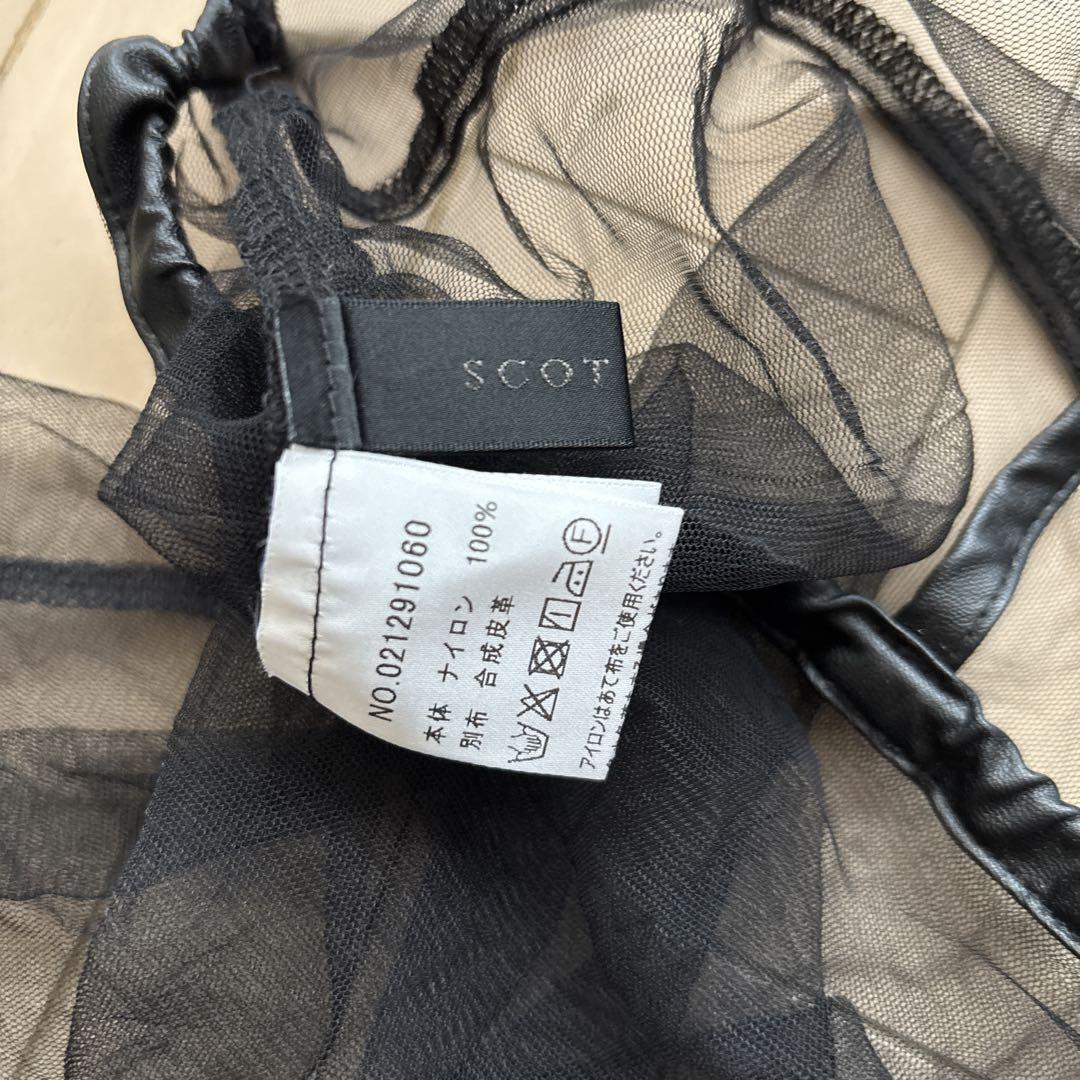 SCOT
NO.021291060
本体 ナイロン 100%
別布 合成皮革
F
アイロンはあて布をご使用ください。